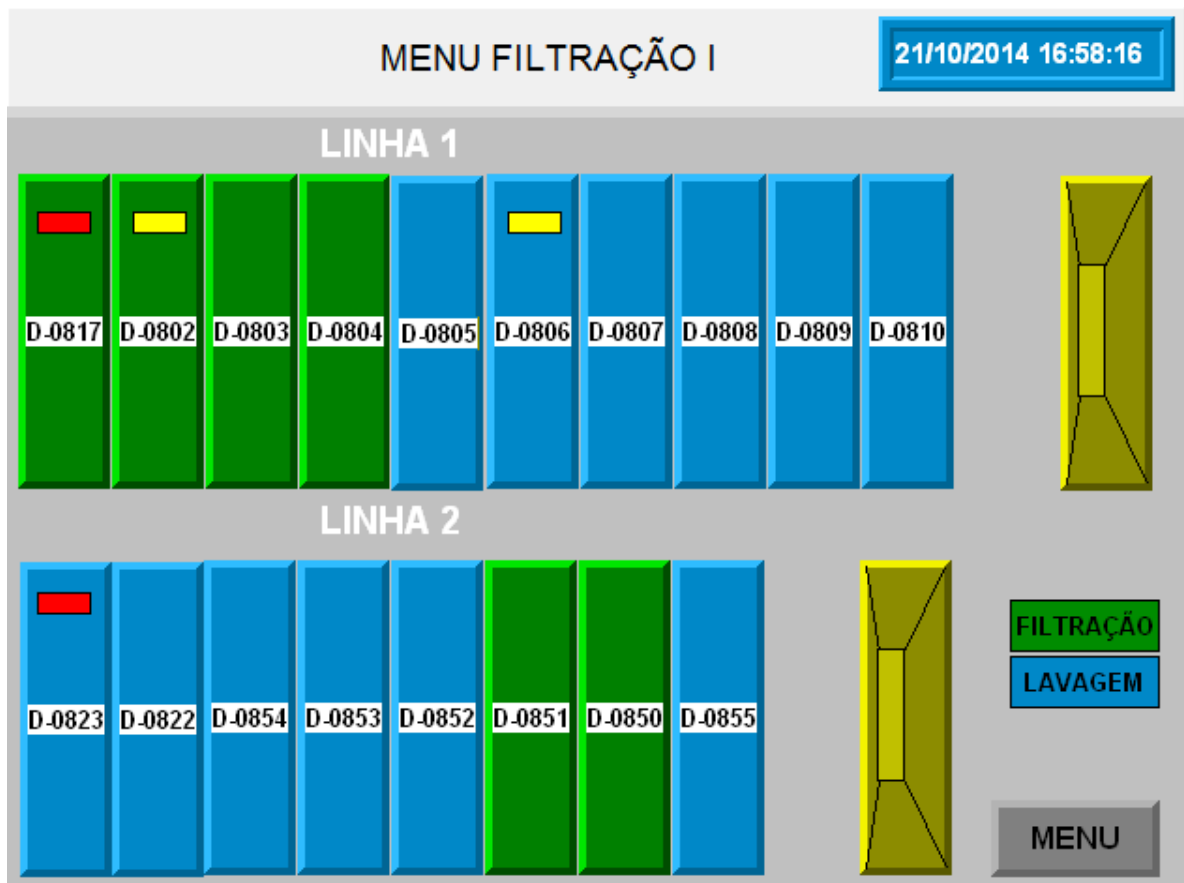 MENU FILTRAÇÃO I
21/10/2014 16:58:16
LINHA 1
D-0817 D-0802 D-0803 D-0804 D-0805 D-0806 D-0807 D-0808 D-0809 D-0810
LINHA 2
FILTRAÇÃO
LAVAGEM
D-0823 D-0822 D-0854 D-0853 D-0852 D-0851 D-0850 D-0855
MENU